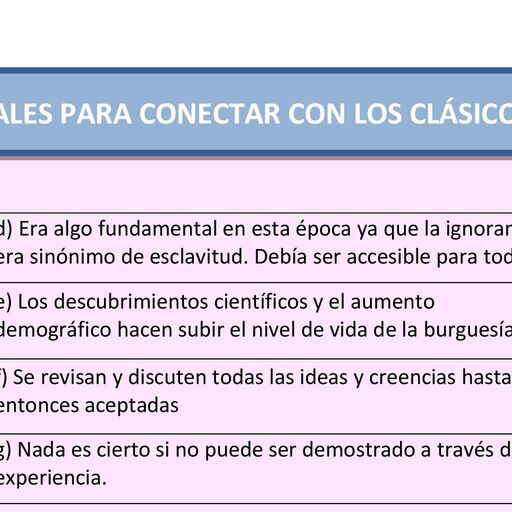 ALES PARA CONECTAR CON LOS CLÁSICO
d) Era algo fundamental en esta época ya que la ignoran
era sinónimo de esclavitud. Debía ser accesible para tod
e) Los descubrimientos científicos y el aumento
demográfico hacen subir el nivel de vida de la burguesía
f) Se revisan y discuten todas las ideas y creencias hasta
entonces aceptadas
g) Nada es cierto si no puede ser demostrado a través d
experiencia.